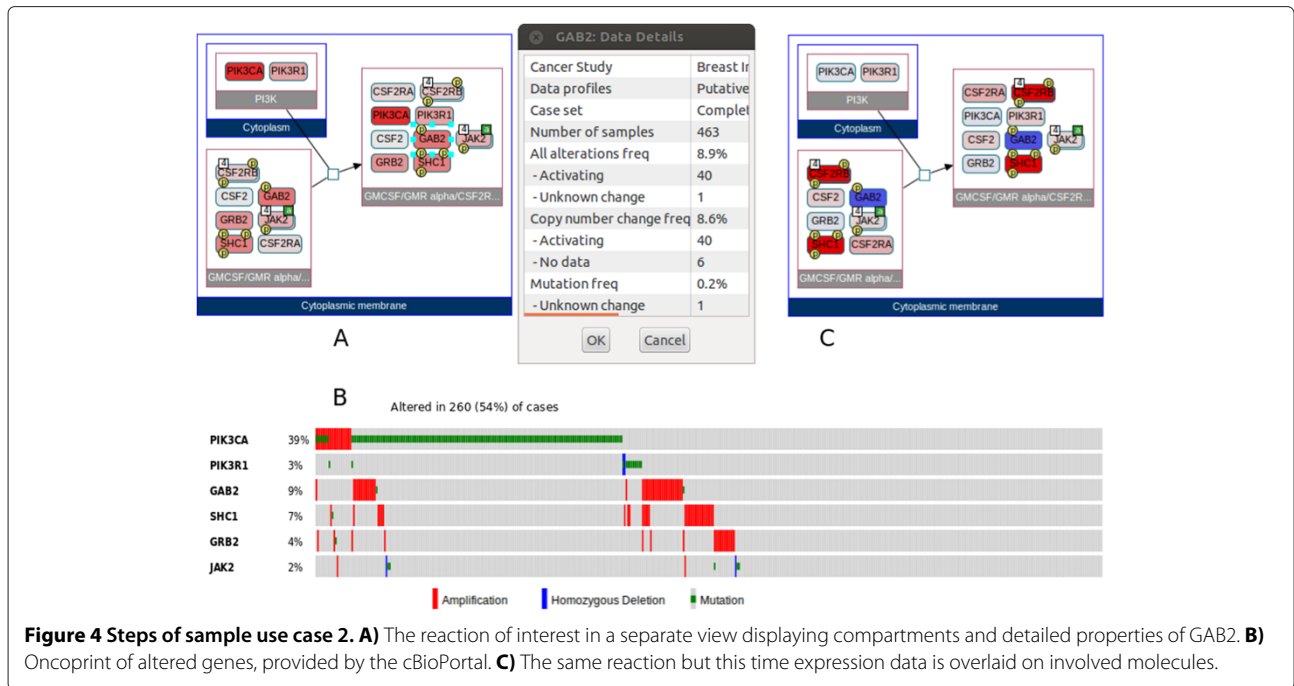 PIK3CA PIK3R1
PI3K
Cytoplasm
CSF2RA 4 CSF2RB p p
PIK3CA PIK3R1
CSF2 p GAB2 4 JAK2 a p
GRB2 p p SHC1 p
GMCSF/GMR alpha/CSF2R...
4 CSF2RB p p
CSF2 GAB2 p
GRB2 4 JAK2 a p
p p SHC1 p CSF2RA
GMCSF/GMR alpha/...
Cytoplasmic membrane
A
GAB2: Data Details
Cancer Study Breast In
Data profiles Putative
Case set Complet
Number of samples 463
All alterations freq 8.9%
- Activating 40
- Unknown change 1
Copy number change freq 8.6%
- Activating 40
- No data 6
Mutation freq 0.2%
- Unknown change 1
OK Cancel
PIK3CA PIK3R1
PI3K
Cytoplasm
CSF2RA 4 CSF2RB p p
PIK3CA PIK3R1
CSF2 p GAB2 4 JAK2 a p
GRB2 p p SHC1 p
GMCSF/GMR alpha/CSF2R...
4 CSF2RB p p
CSF2 GAB2 p
GRB2 4 JAK2 a p
p p SHC1 p CSF2RA
GMCSF/GMR alpha/...
Cytoplasmic membrane
C
B
Altered in 260 (54%) of cases
PIK3CA 39%
PIK3R1 3%
GAB2 9%
SHC1 7%
GRB2 4%
JAK2 2%
Amplification Homozygous Deletion Mutation
Figure 4 Steps of sample use case 2. A) The reaction of interest in a separate view displaying compartments and detailed properties of GAB2. B)
Oncoprint of altered genes, provided by the cBioPortal. C) The same reaction but this time expression data is overlaid on involved molecules.